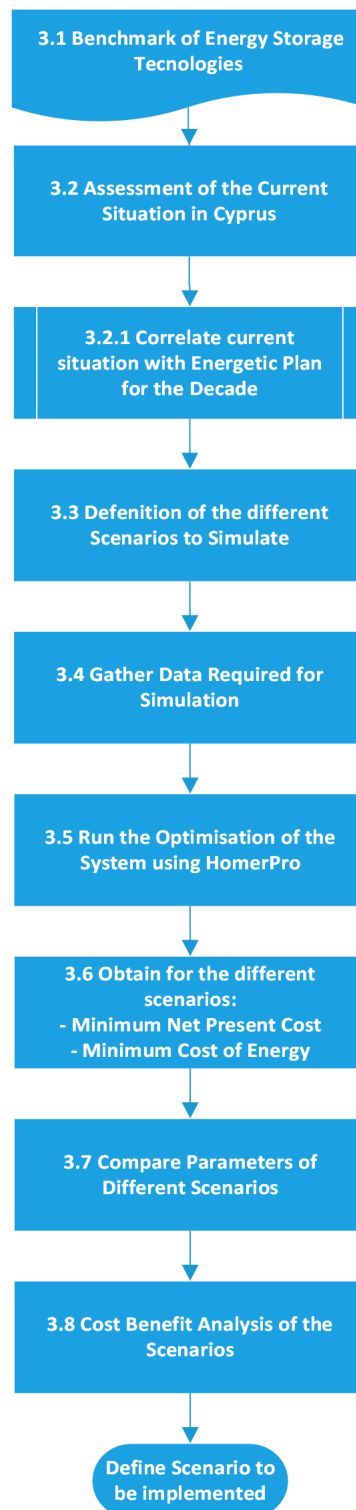 3.1 Benchmark of Energy Storage
Tecnologies
3.2 Assessment of the Current
Situation in Cyprus
3.2.1 Correlate current
situation with Energetic Plan
for the Decade
3.3 Defenition of the different
Scenarios to Simulate
3.4 Gather Data Required for
Simulation
3.5 Run the Optimisation of the
System using HomerPro
3.6 Obtain for the different
scenarios:
- Minimum Net Present Cost
- Minimum Cost of Energy
3.7 Compare Parameters of
Different Scenarios
3.8 Cost Benefit Analysis of the
Scenarios
Define Scenario to
be implemented